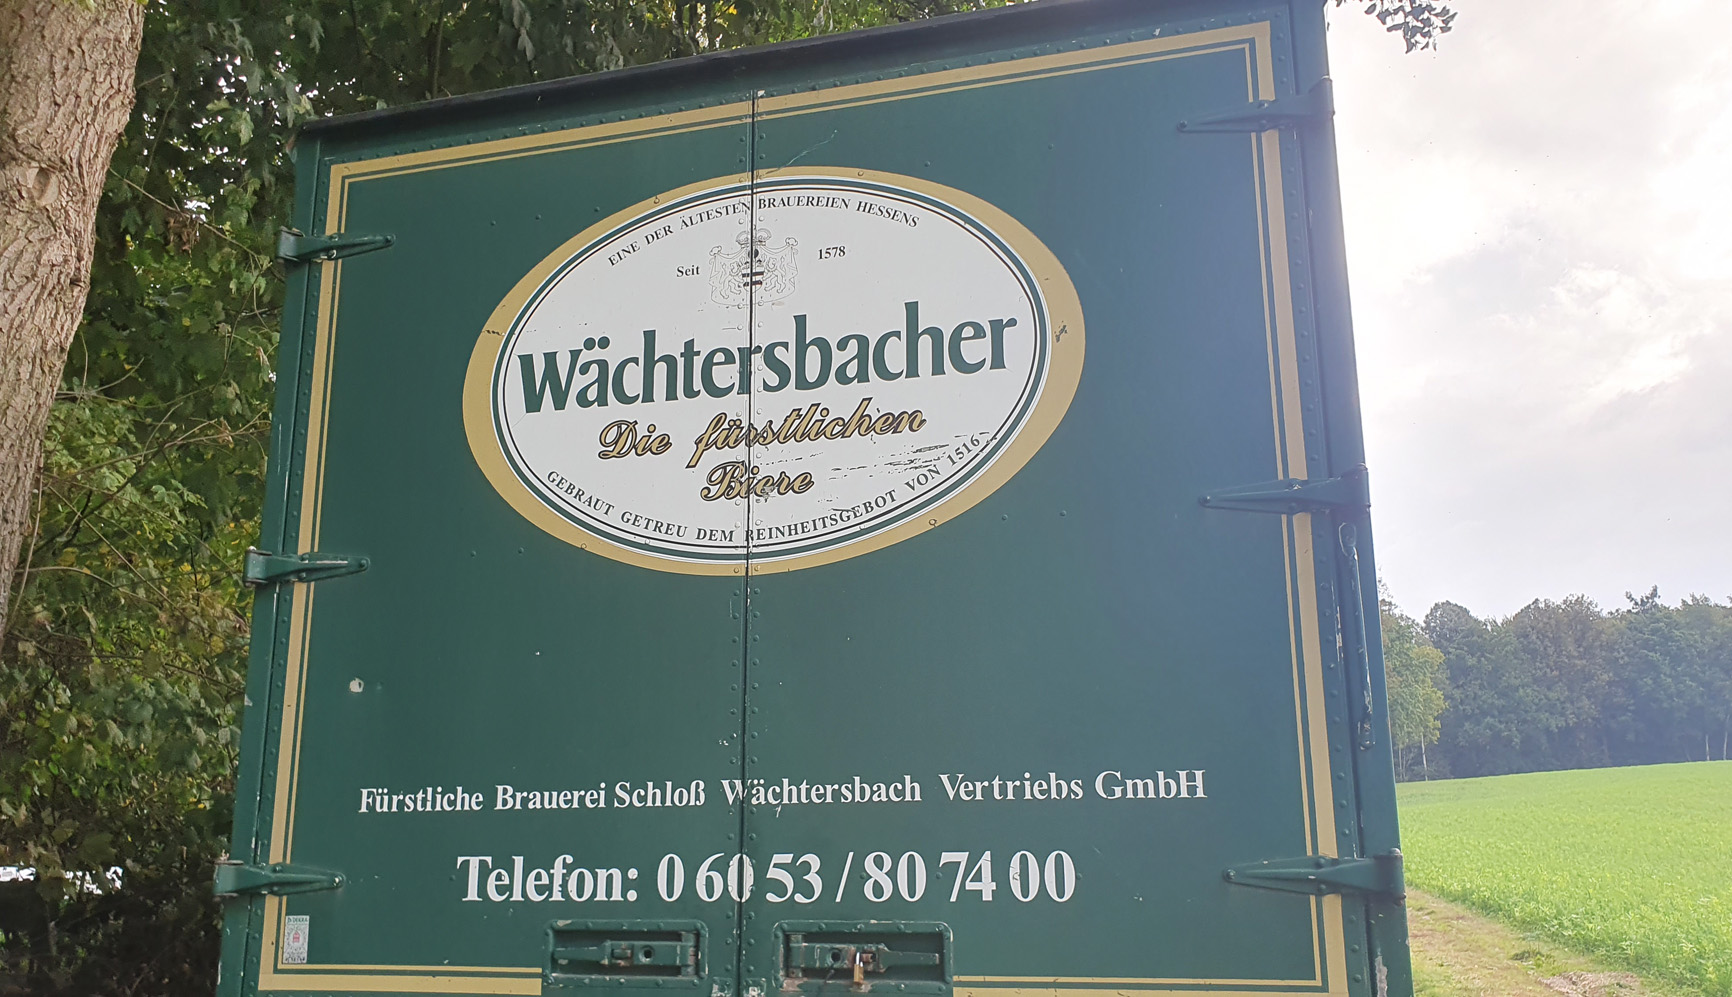 EINE DER ÄLTESTEN BRAUEREIEN HESSENS
Seit 1578
Wächtersbacher
Die fürstlichen
Biere
GEBRAUT GETREU DEM REINHEITSGEBOT VON 1516
Fürstliche Brauerei Schloß Wächtersbach Vertriebs GmbH
Telefon: 0 60 53 / 80 74 00